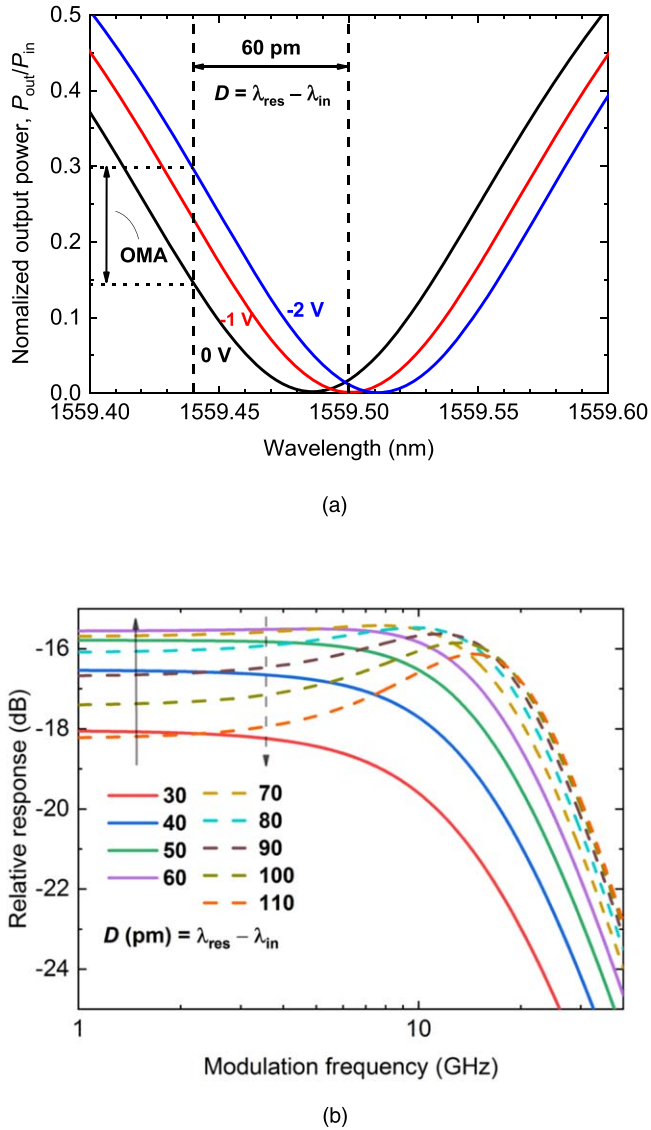 Nomalized output power, Pout/Pin
0.5
0.4
0.3
0.2
0.1
0.0
60 pm
D = λres − λin
OMA
-1 V
-2 V
0 V
1559.40
1559.45
1559.50
1559.55
1559.60
Wavelength (nm)
(a)
Relative response (dB)
-16
-18
-20
-22
-24
30
70
40
80
50
90
60
100
110
D (pm) = λres − λin
1
10
Modulation frequency (GHz)
(b)